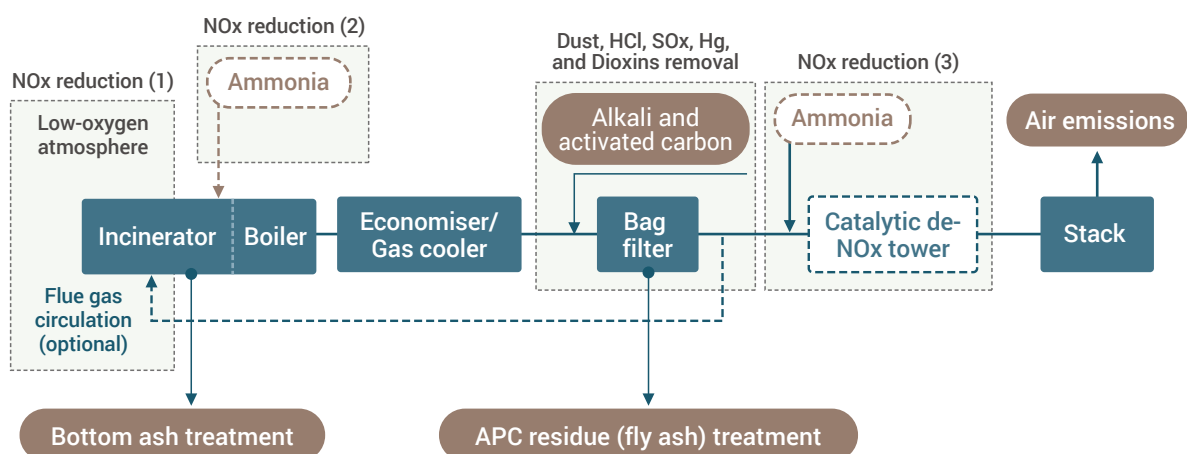 NOx reduction (1)
Low-oxygen
atmosphere
NOx reduction (2)
Ammonia
Dust, HCl, SOx, Hg,
and Dioxins removal
Alkali and
activated carbon
NOx reduction (3)
Ammonia
Air emissions
Incinerator
Boiler
Economiser/
Gas cooler
Bag
filter
Catalytic de-
NOx tower
Stack
Flue gas
circulation
(optional)
Bottom ash treatment
APC residue (fly ash) treatment